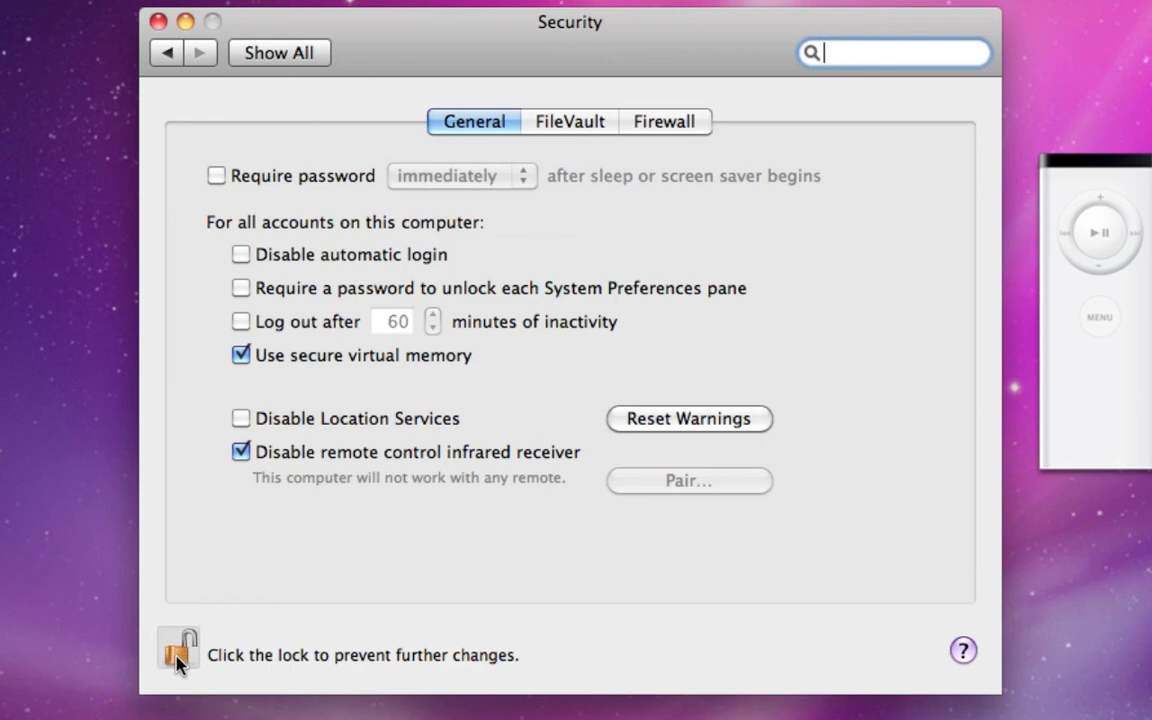 Security
Show All
General FileVault Firewall
Require password immediately after sleep or screen saver begins
For all accounts on this computer:
Disable automatic login
Require a password to unlock each System Preferences pane
Log out after 60 minutes of inactivity
Use secure virtual memory
Disable Location Services Reset Warnings
Disable remote control infrared receiver
This computer will not work with any remote. Pair...
Click the lock to prevent further changes. ?
MENU